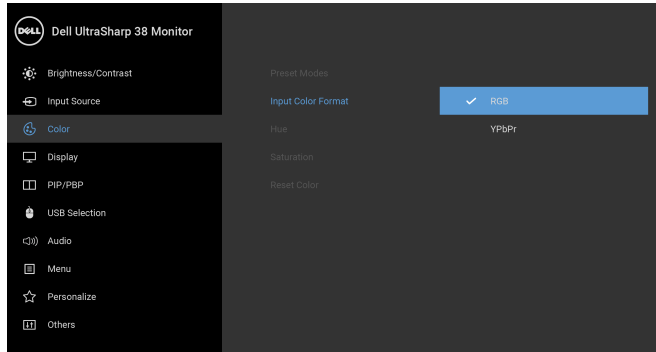 DELL Dell UltraSharp 38 Monitor
Brightness/Contrast
Input Source
Color
Display
PIP/PBP
USB Selection
Audio
Menu
Personalize
Others
Preset Modes
Input Color Format
Hue
Saturation
Reset Color
RGB
YPbPr